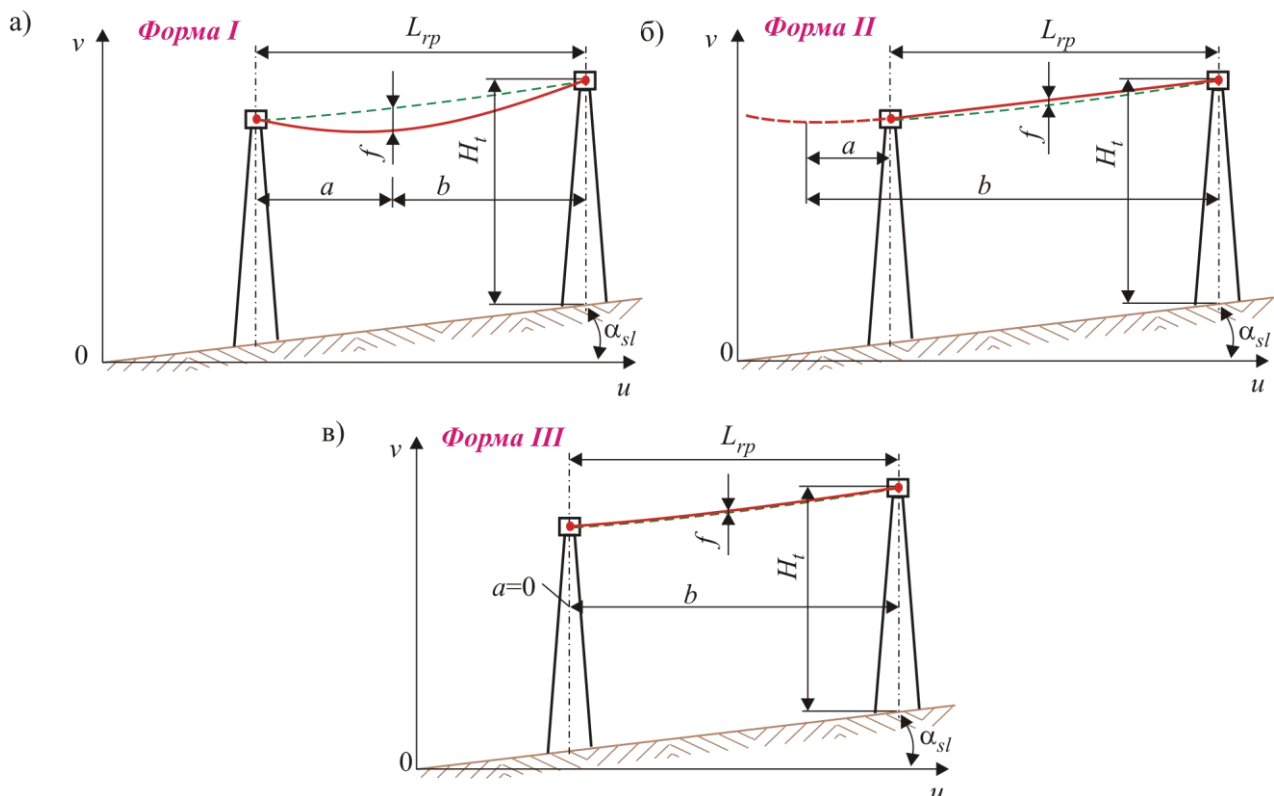 а) Форма I
v
L_rp
H_t
f
a
b
α_sl
0
u
б) Форма II
v
L_rp
H_t
f
a
b
α_sl
0
u
в) Форма III
v
L_rp
H_t
f
a=0
b
α_sl
0
u